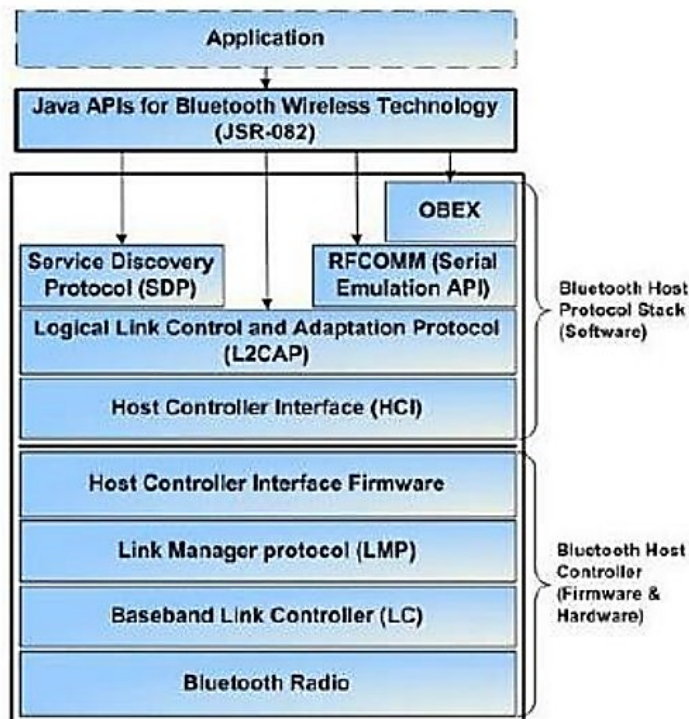 Application
Java APIs for Bluetooth Wireless Technology
(JSR-082)
OBEX
Service Discovery
Protocol (SDP)
RFCOMM (Serial
Emulation API)
Logical Link Control and Adaptation Protocol
(L2CAP)
Host Controller Interface (HCI)
Bluetooth Host
Protocol Stack
(Software)
Host Controller Interface Firmware
Link Manager protocol (LMP)
Baseband Link Controller (LC)
Bluetooth Radio
Bluetooth Host
Controller
(Firmware &
Hardware)